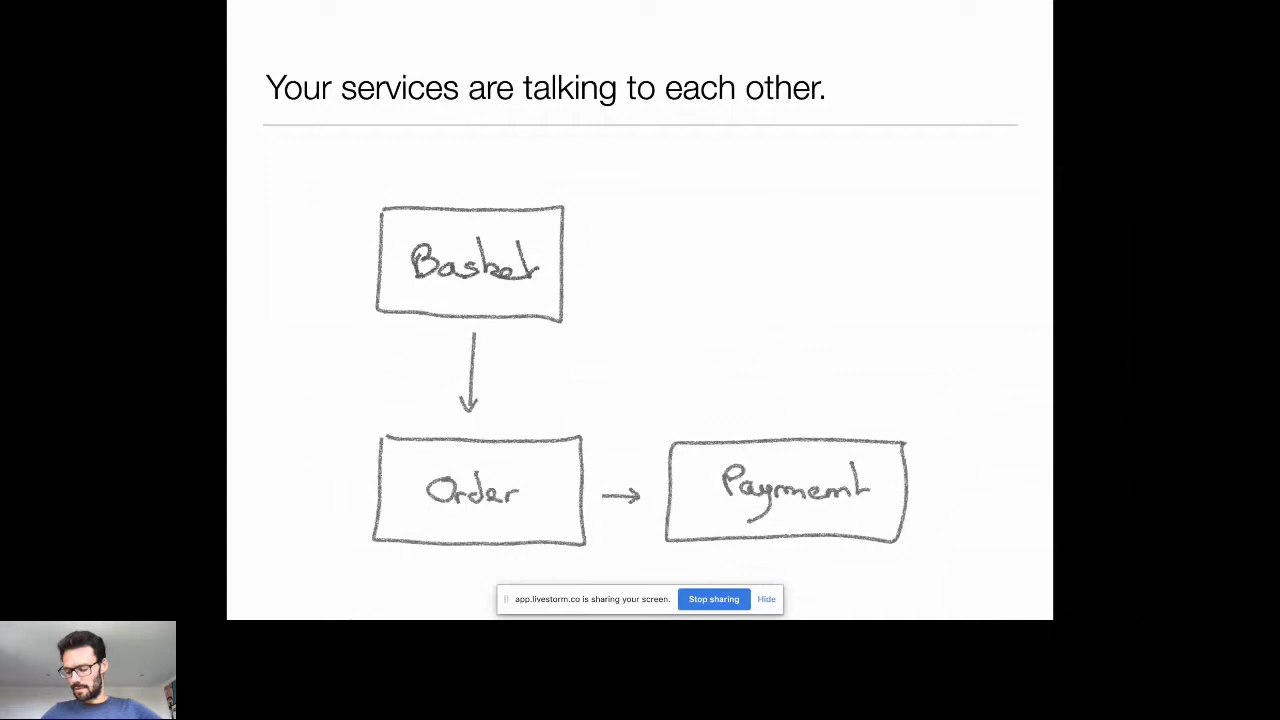 Your services are talking to each other.
Basket
Order
Payment
app.livestorm.co is sharing your screen.
Stop sharing
Hide